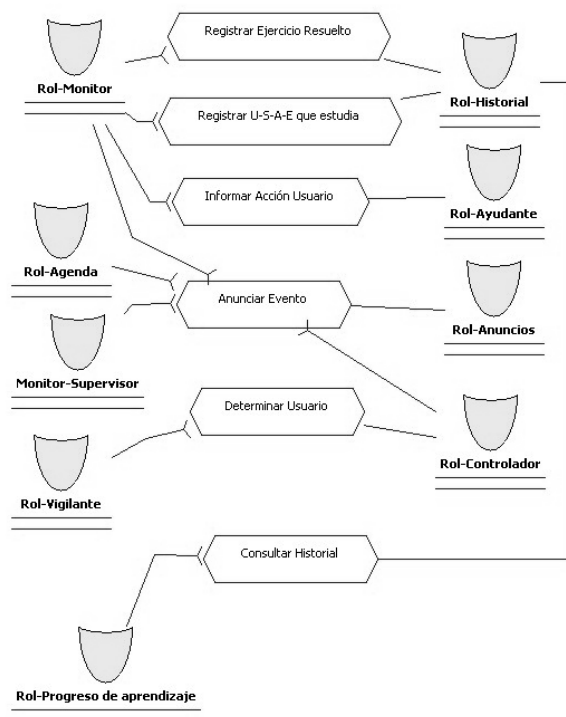 Registrar Ejercicio Resuelto
Rol-Monitor
Rol-Historial
Registrar U-S-A-E que estudia
Informar Acción Usuario
Rol-Ayudante
Rol-Agenda
Anunciar Evento
Rol-Anuncios
Monitor-Supervisor
Determinar Usuario
Rol-Controlador
Rol-Vigilante
Consultar Historial
Rol-Progreso de aprendizaje